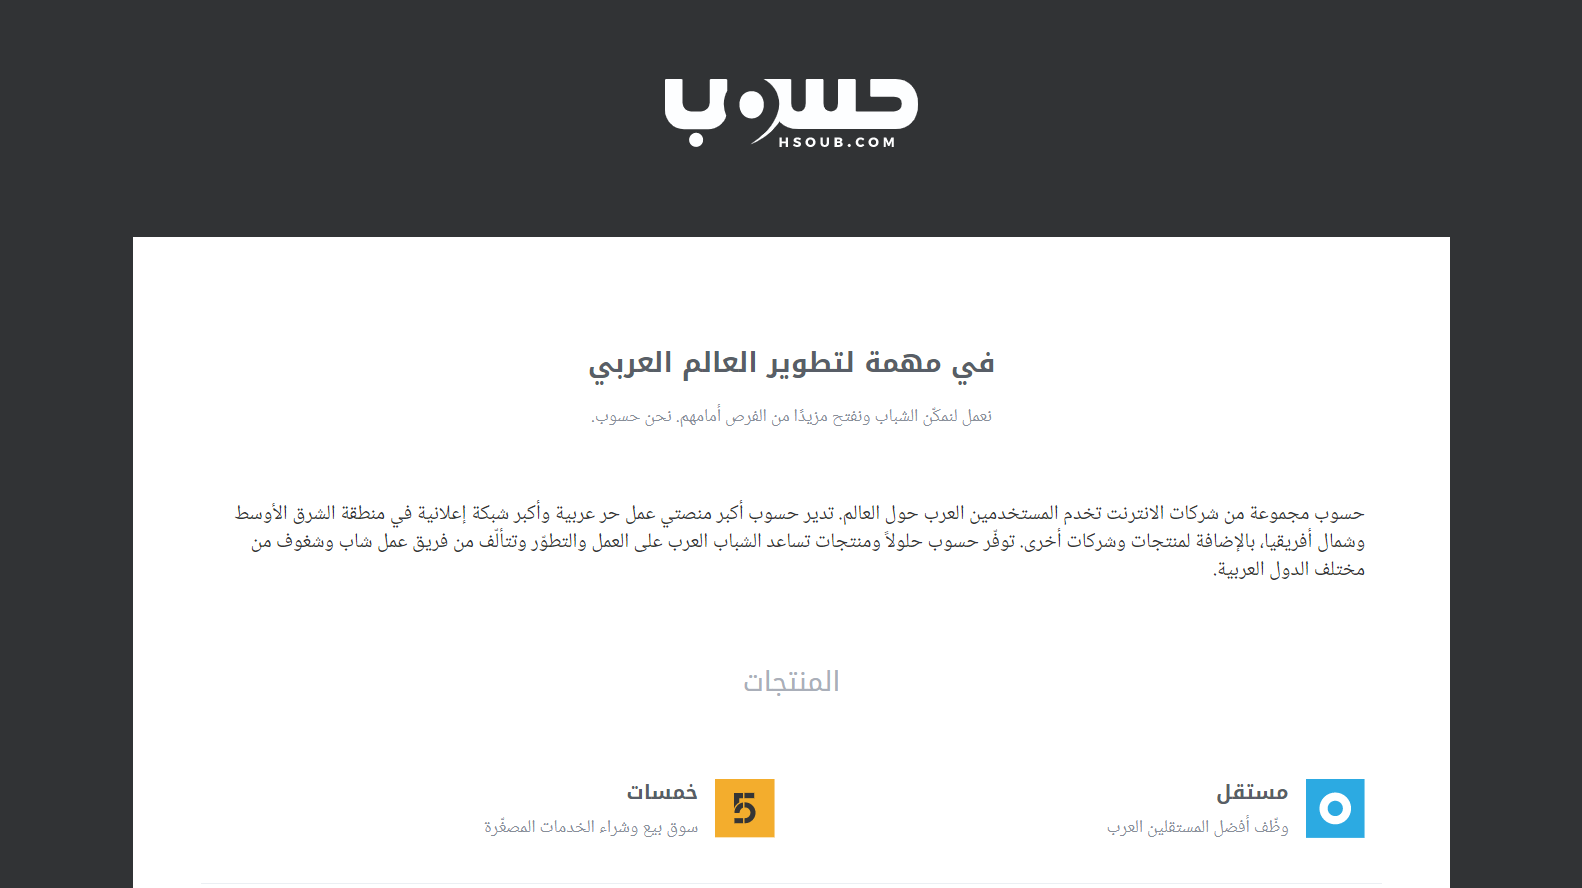 حسوب
HSOUB.COM
في مهمة لتطوير العالم العربي
نعمل لنمكّن الشباب ونفتح مزيدًا من الفرص أمامهم. نحن حسوب.
حسوب مجموعة من شركات الانترنت تخدم المستخدمين العرب حول العالم. تدير حسوب أكبر منصتي عمل حر عربية وأكبر شبكة إعلانية في منطقة الشرق الأوسط
وشمال أفريقيا، بالإضافة لمنتجات وشركات أخرى. توفّر حسوب حلولاً ومنتجات تساعد الشباب العرب على العمل والتطوّر وتتألّف من فريق عمل شاب وشغوف من
مختلف الدول العربية.
المنتجات
مستقل
وظّف أفضل المستقلين العرب
5
خمسات
سوق بيع وشراء الخدمات المصغّرة